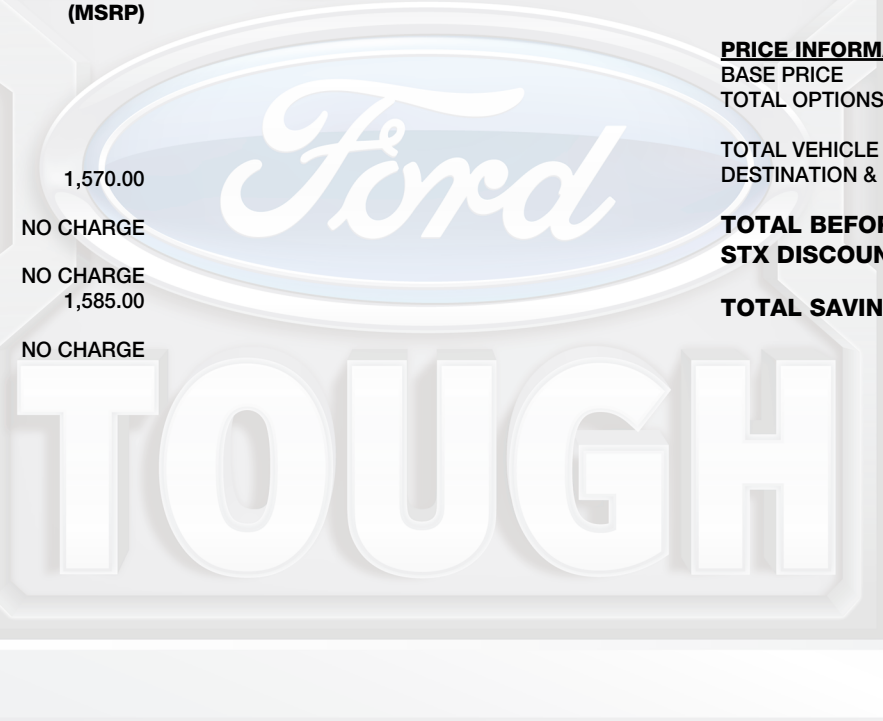 (MSRP)
1,570.00
NO CHARGE
NO CHARGE
1,585.00
NO CHARGE
PRICE INFORMA
BASE PRICE
TOTAL OPTIONS
TOTAL VEHICLE
DESTINATION &
TOTAL BEFOR
STX DISCOUN
TOTAL SAVIN
Ford
TOUGH